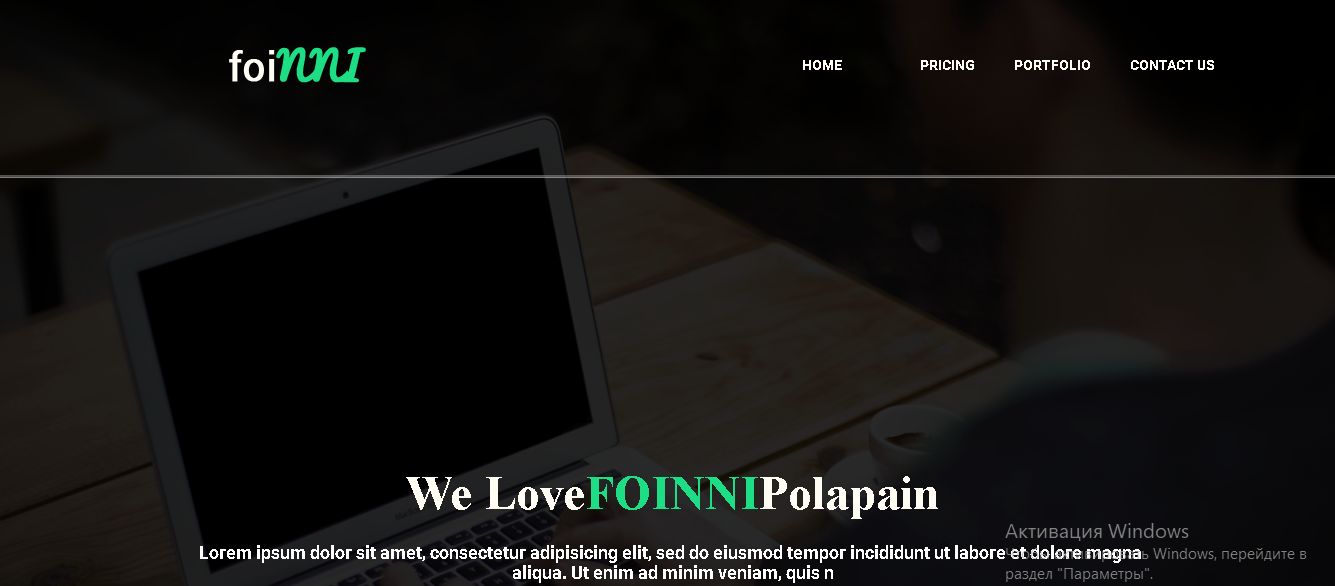 foiNNI
HOME PRICING PORTFOLIO CONTACT US
We LoveFOINNIPolapain
Lorem ipsum dolor sit amet, consectetur adipisicing elit, sed do eiusmod tempor incididunt ut labore et dolore magna
aliqua. Ut enim ad minim veniam, quis n
Активация Windows
Windows, перейдите в
раздел "Параметры".